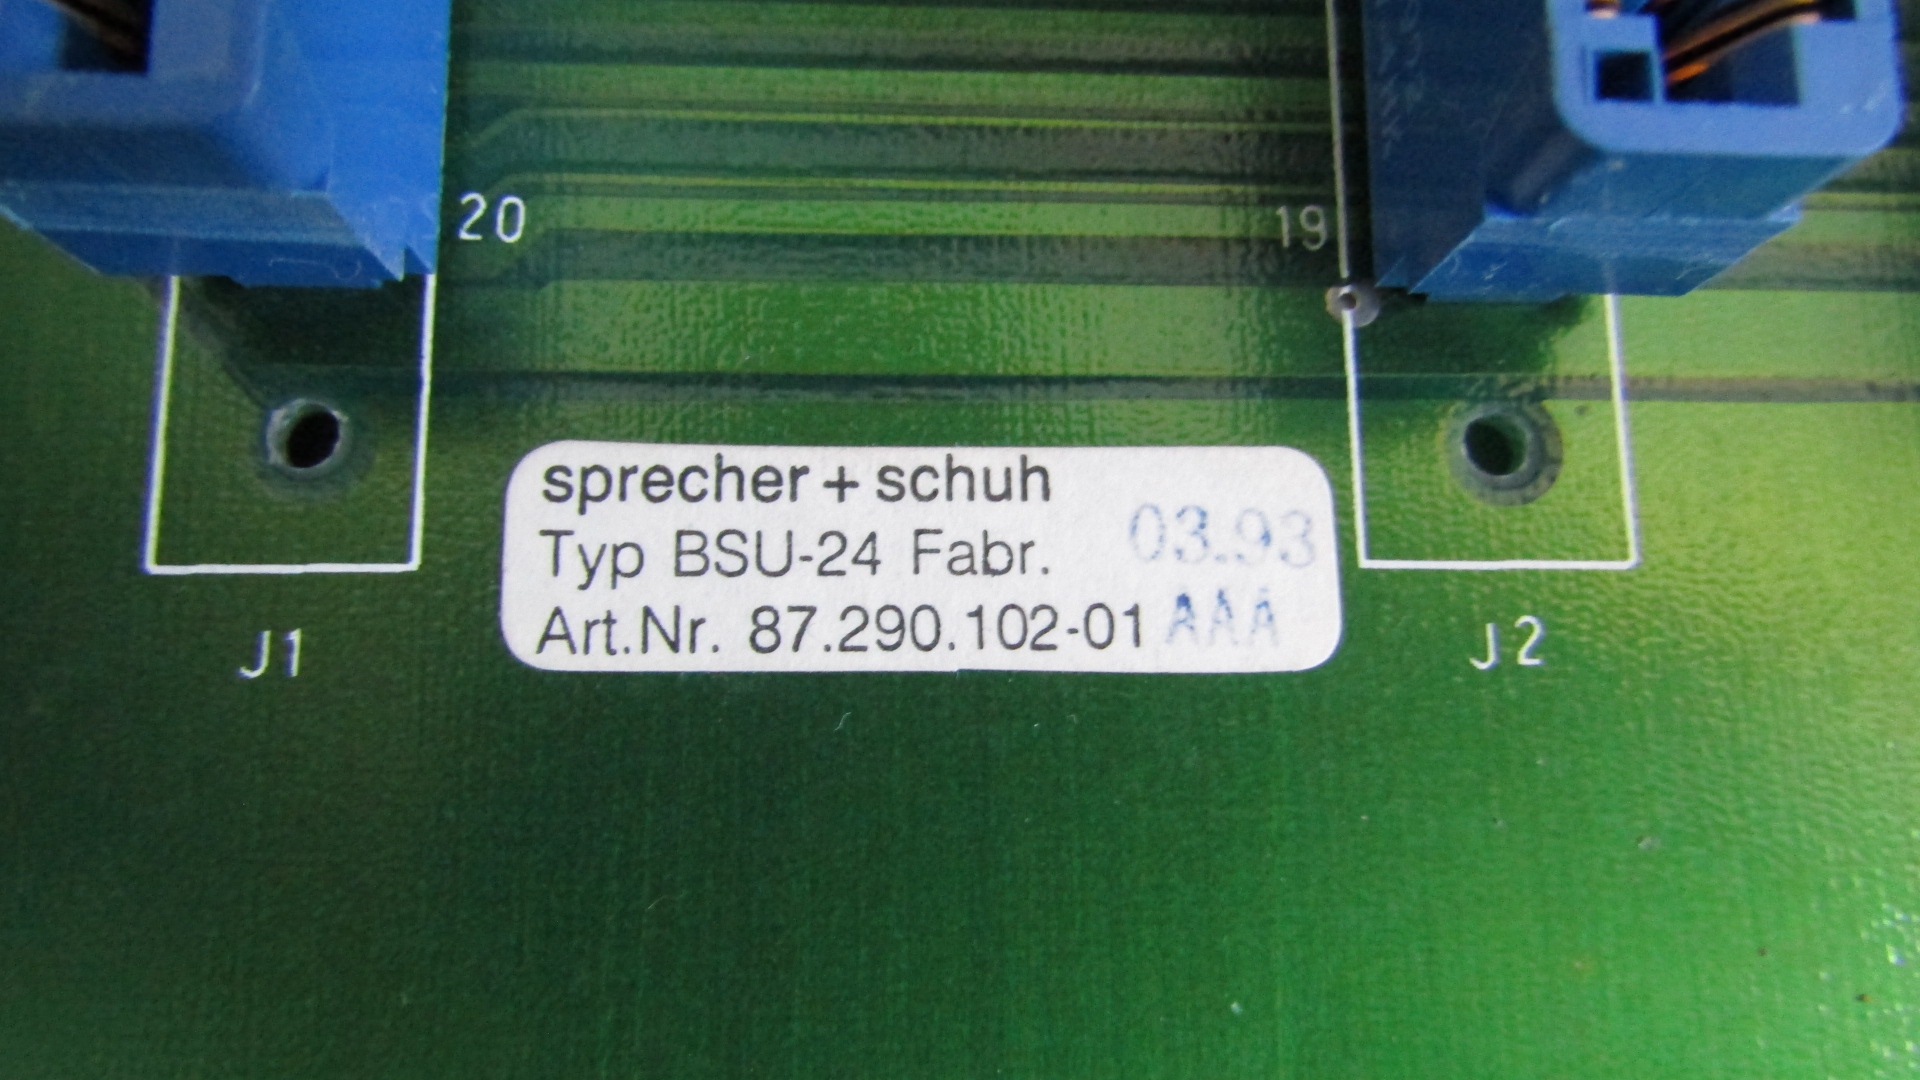 20
19
sprecher + schuh
Typ BSU-24 Fabr. 03.93
Art.Nr. 87.290.102-01 AAA
J1
J2